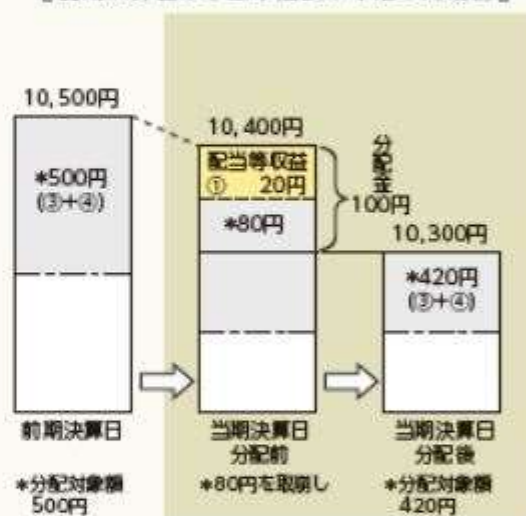 10,500円
*500円
(③+④)
10,400円
配当等収益
① 20円
*80円
分配金
100円
10,300円
*420円
(③+④)
前期決算日
当期決算日
分配前
当期決算日
分配後
*分配対象額
500円
*80円を取崩し
*分配対象額
420円